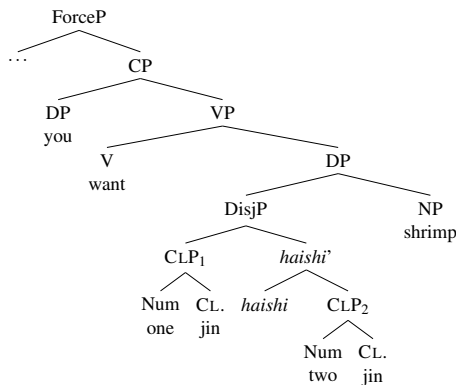 ForceP
… CP
DP VP
you
V DP
want
DisjP NP
shrimp
CLP1 haishi’
Num CL. haishi CLP2
one jin
Num CL.
two jin